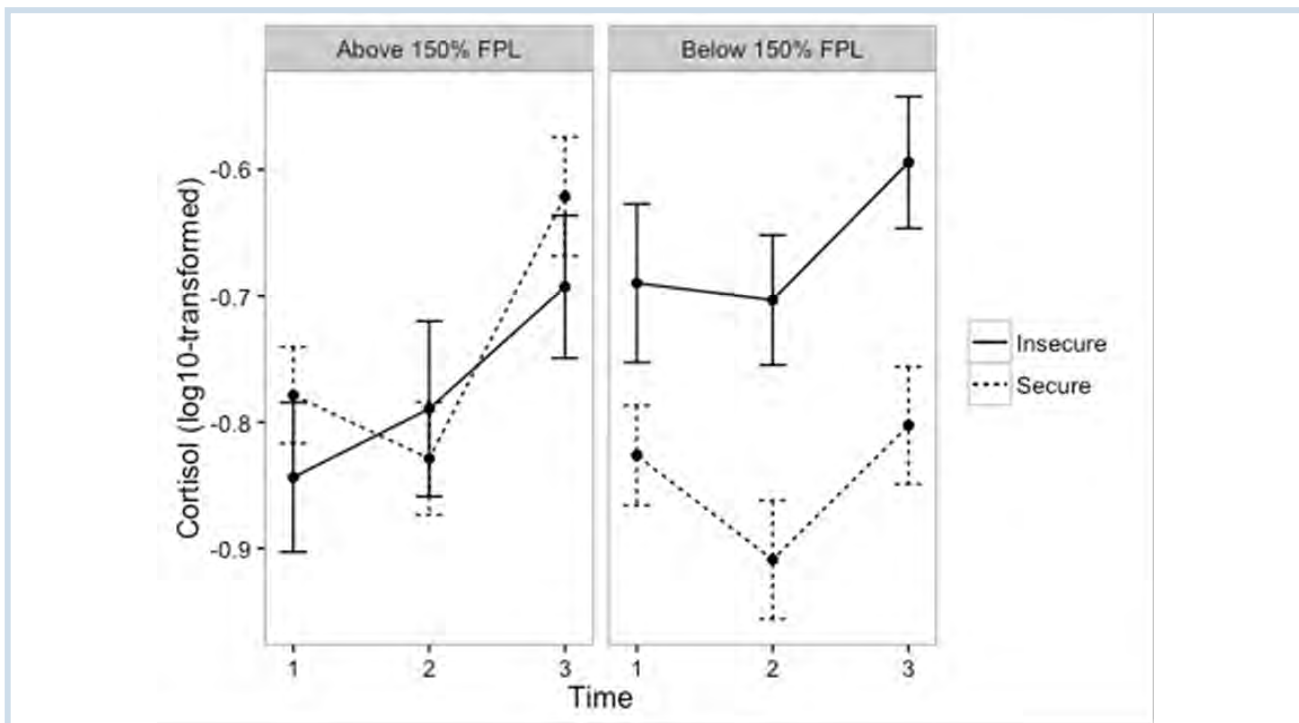 Above 150% FPL
Below 150% FPL
Cortisol (log10-transformed)
-0.6
-0.7
-0.8
-0.9
Insecure
Secure
1 2 3 1 2 3
Time